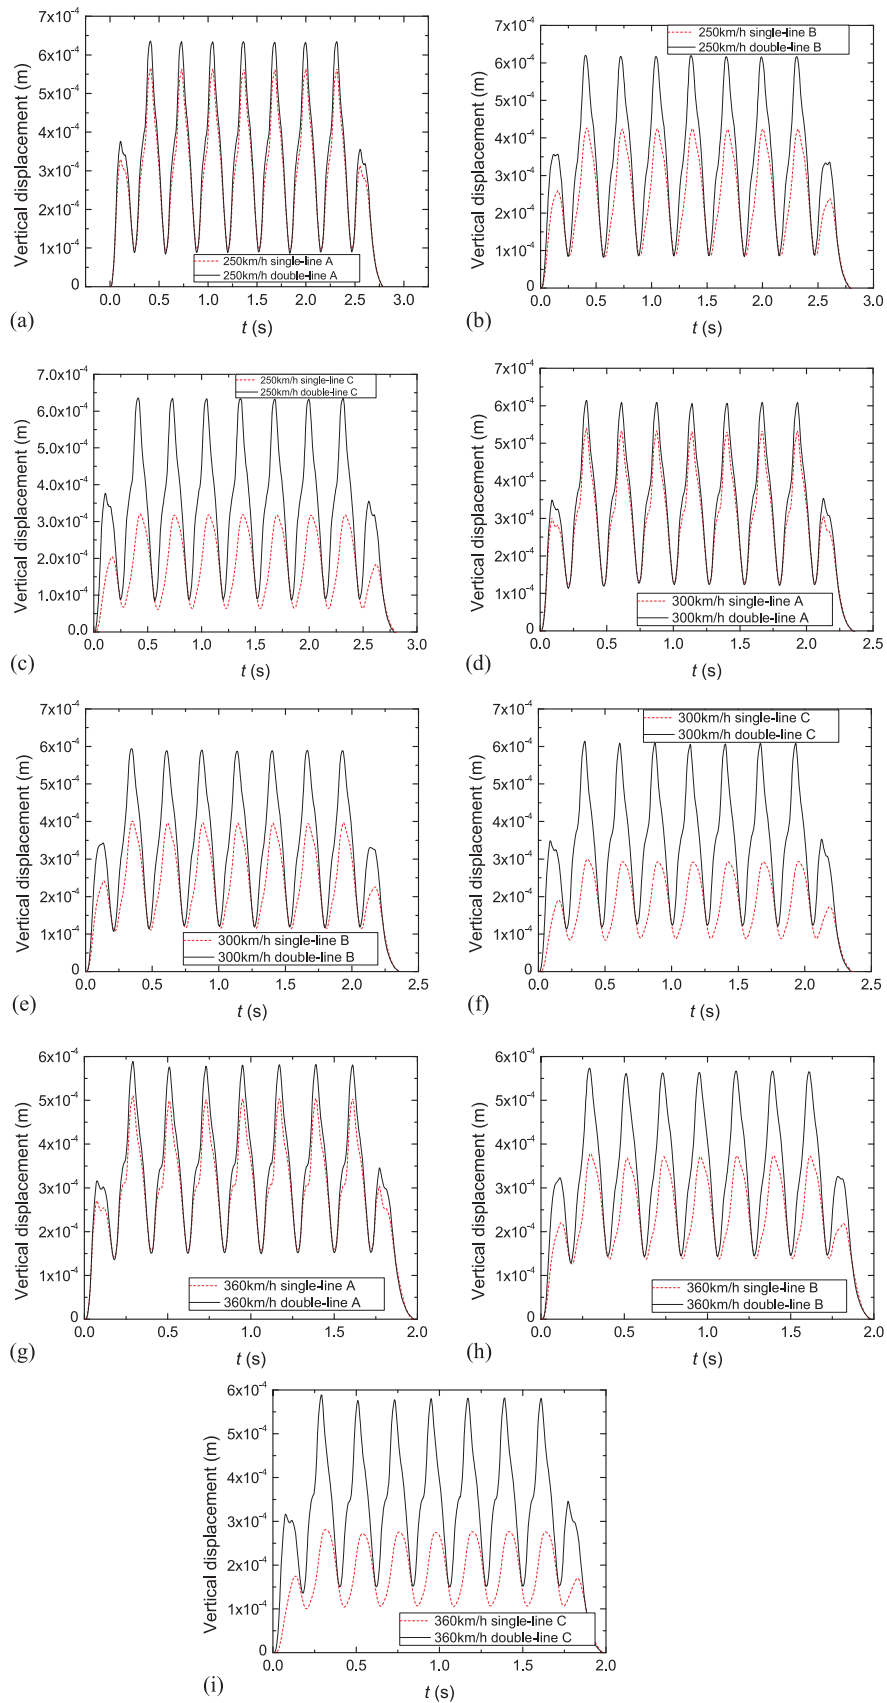 7x10⁻⁴
6x10⁻⁴
5x10⁻⁴
4x10⁻⁴
3x10⁻⁴
2x10⁻⁴
1x10⁻⁴
0
Vertical displacement (m)
250km/h single-line A
250km/h double-line A
0.0 0.5 1.0 1.5 2.0 2.5 3.0
t (s)
(a)
7x10⁻⁴
6x10⁻⁴
5x10⁻⁴
4x10⁻⁴
3x10⁻⁴
2x10⁻⁴
1x10⁻⁴
0
Vertical displacement (m)
250km/h single-line B
250km/h double-line B
0.0 0.5 1.0 1.5 2.0 2.5 3.0
t (s)
(b)
7.0x10⁻⁴
6.0x10⁻⁴
5.0x10⁻⁴
4.0x10⁻⁴
3.0x10⁻⁴
2.0x10⁻⁴
1.0x10⁻⁴
0.0
Vertical displacement (m)
250km/h single-line C
250km/h double-line C
0.0 0.5 1.0 1.5 2.0 2.5 3.0
t (s)
(c)
7x10⁻⁴
6x10⁻⁴
5x10⁻⁴
4x10⁻⁴
3x10⁻⁴
2x10⁻⁴
1x10⁻⁴
0
Vertical displacement (m)
300km/h single-line A
300km/h double-line A
0.0 0.5 1.0 1.5 2.0 2.5
t (s)
(d)
7x10⁻⁴
6x10⁻⁴
5x10⁻⁴
4x10⁻⁴
3x10⁻⁴
2x10⁻⁴
1x10⁻⁴
0
Vertical displacement (m)
300km/h single-line B
300km/h double-line B
0.0 0.5 1.0 1.5 2.0 2.5
t (s)
(e)
7x10⁻⁴
6x10⁻⁴
5x10⁻⁴
4x10⁻⁴
3x10⁻⁴
2x10⁻⁴
1x10⁻⁴
0
Vertical displacement (m)
300km/h single-line C
300km/h double-line C
0.0 0.5 1.0 1.5 2.0 2.5
t (s)
(f)
6x10⁻⁴
5x10⁻⁴
4x10⁻⁴
3x10⁻⁴
2x10⁻⁴
1x10⁻⁴
0
Vertical displacement (m)
360km/h single-line A
360km/h double-line A
0.0 0.5 1.0 1.5 2.0
t (s)
(g)
6x10⁻⁴
5x10⁻⁴
4x10⁻⁴
3x10⁻⁴
2x10⁻⁴
1x10⁻⁴
0
Vertical displacement (m)
360km/h single-line B
360km/h double-line B
0.0 0.5 1.0 1.5 2.0
t (s)
(h)
6x10⁻⁴
5x10⁻⁴
4x10⁻⁴
3x10⁻⁴
2x10⁻⁴
1x10⁻⁴
0
Vertical displacement (m)
360km/h single-line C
360km/h double-line C
0.0 0.5 1.0 1.5 2.0
t (s)
(i)